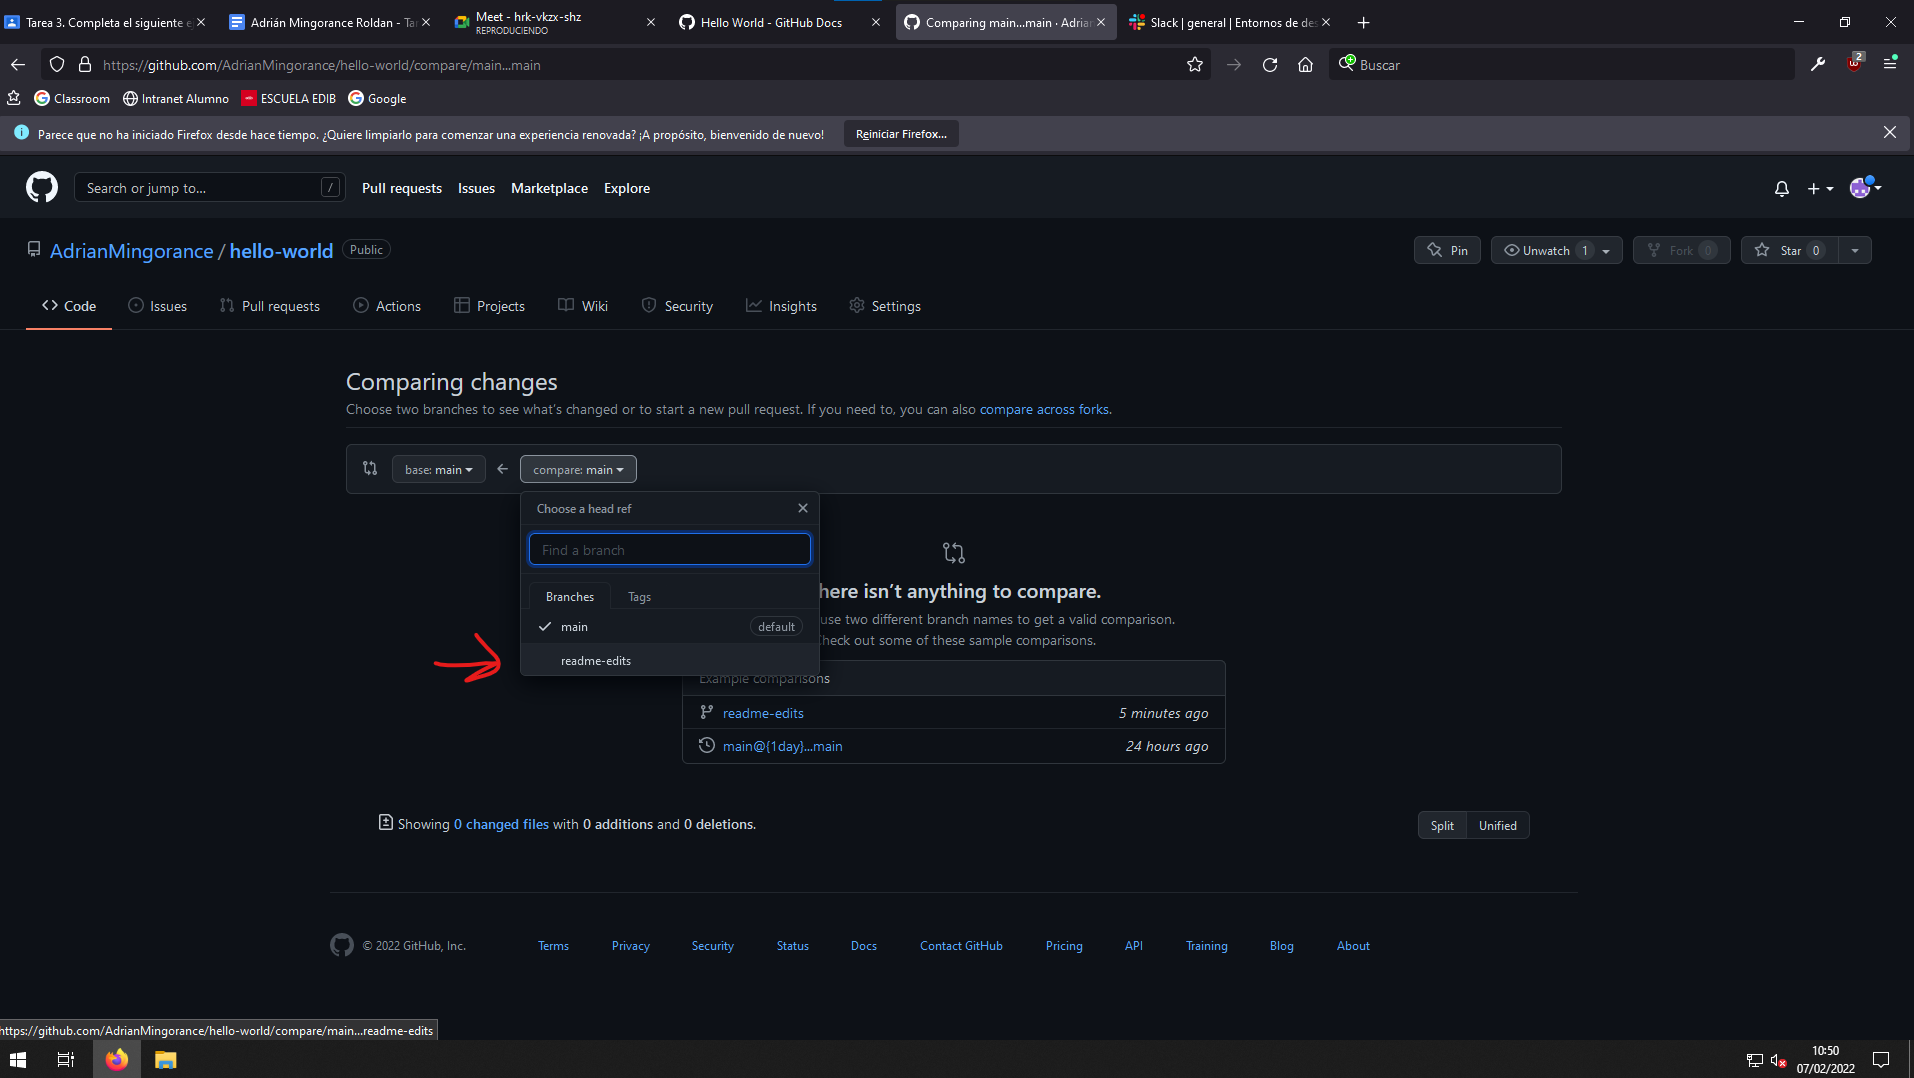 Tarea 3. Completa el siguiente ej
Adrián Mingorance Roldan - Tar
Meet - hrk-vkzx-shz
REPRODUCIENDO
Hello World - GitHub Docs
Comparing main...main · Adrian
Slack | general | Entornos de des
https://github.com/AdrianMingorance/hello-world/compare/main...main
Buscar
2
Classroom
Intranet Alumno
ESCUELA EDIB
Google
Parece que no ha iniciado Firefox desde hace tiempo. ¿Quiere limpiarlo para comenzar una experiencia renovada? ¡A propósito, bienvenido de nuevo!
Reiniciar Firefox...
Search or jump to...
/
Pull requests
Issues
Marketplace
Explore
AdrianMingorance / hello-world
Public
Pin
Unwatch 1
Fork 0
Star 0
Code
Issues
Pull requests
Actions
Projects
Wiki
Security
Insights
Settings
Comparing changes
Choose two branches to see what's changed or to start a new pull request. If you need to, you can also compare across forks.
base: main
compare: main
Choose a head ref
Find a branch
Branches
Tags
main
default
readme-edits
here isn't anything to compare.
use two different branch names to get a valid comparison.
Check out some of these sample comparisons.
Example comparisons
readme-edits
5 minutes ago
main@{1day}...main
24 hours ago
Showing 0 changed files with 0 additions and 0 deletions.
Split
Unified
© 2022 GitHub, Inc.
Terms
Privacy
Security
Status
Docs
Contact GitHub
Pricing
API
Training
Blog
About
https://github.com/AdrianMingorance/hello-world/compare/main...readme-edits
10:50
07/02/2022